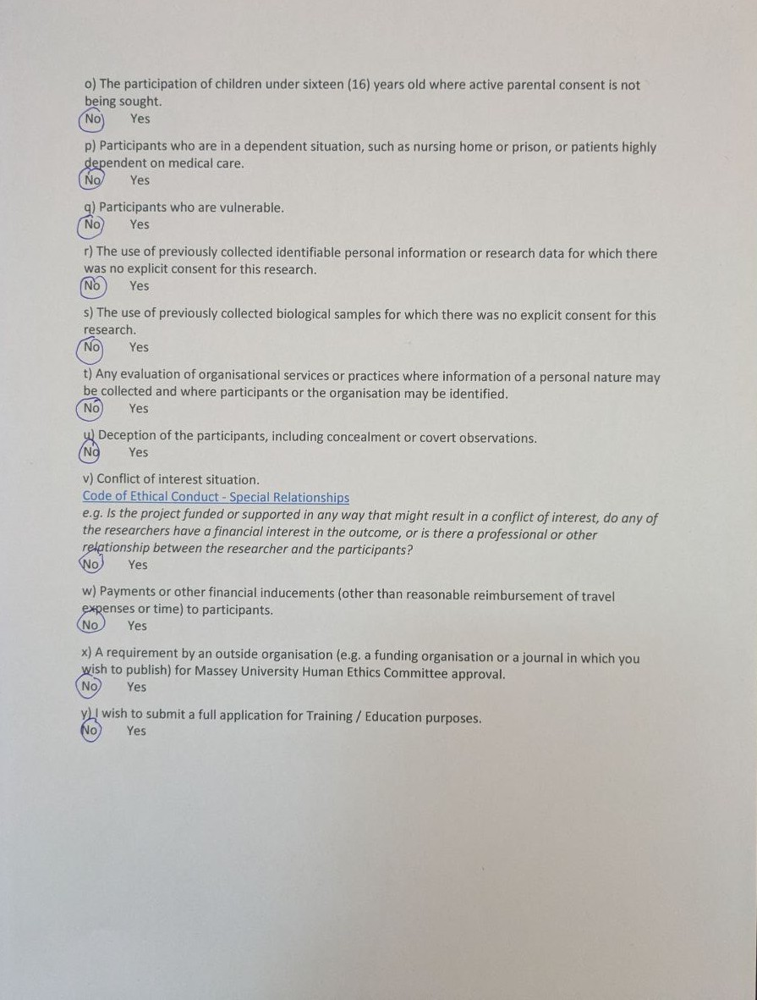 o) The participation of children under sixteen (16) years old where active parental consent is not
being sought.
No Yes
p) Participants who are in a dependent situation, such as nursing home or prison, or patients highly
dependent on medical care.
No Yes
q) Participants who are vulnerable.
No Yes
r) The use of previously collected identifiable personal information or research data for which there
was no explicit consent for this research.
No Yes
s) The use of previously collected biological samples for which there was no explicit consent for this
research.
No Yes
t) Any evaluation of organisational services or practices where information of a personal nature may
be collected and where participants or the organisation may be identified.
No Yes
u) Deception of the participants, including concealment or covert observations.
No Yes
v) Conflict of interest situation.
Code of Ethical Conduct - Special Relationships
e.g. Is the project funded or supported in any way that might result in a conflict of interest, do any of
the researchers have a financial interest in the outcome, or is there a professional or other
relationship between the researcher and the participants?
No Yes
w) Payments or other financial inducements (other than reasonable reimbursement of travel
expenses or time) to participants.
No Yes
x) A requirement by an outside organisation (e.g. a funding organisation or a journal in which you
wish to publish) for Massey University Human Ethics Committee approval.
No Yes
y) I wish to submit a full application for Training / Education purposes.
No Yes